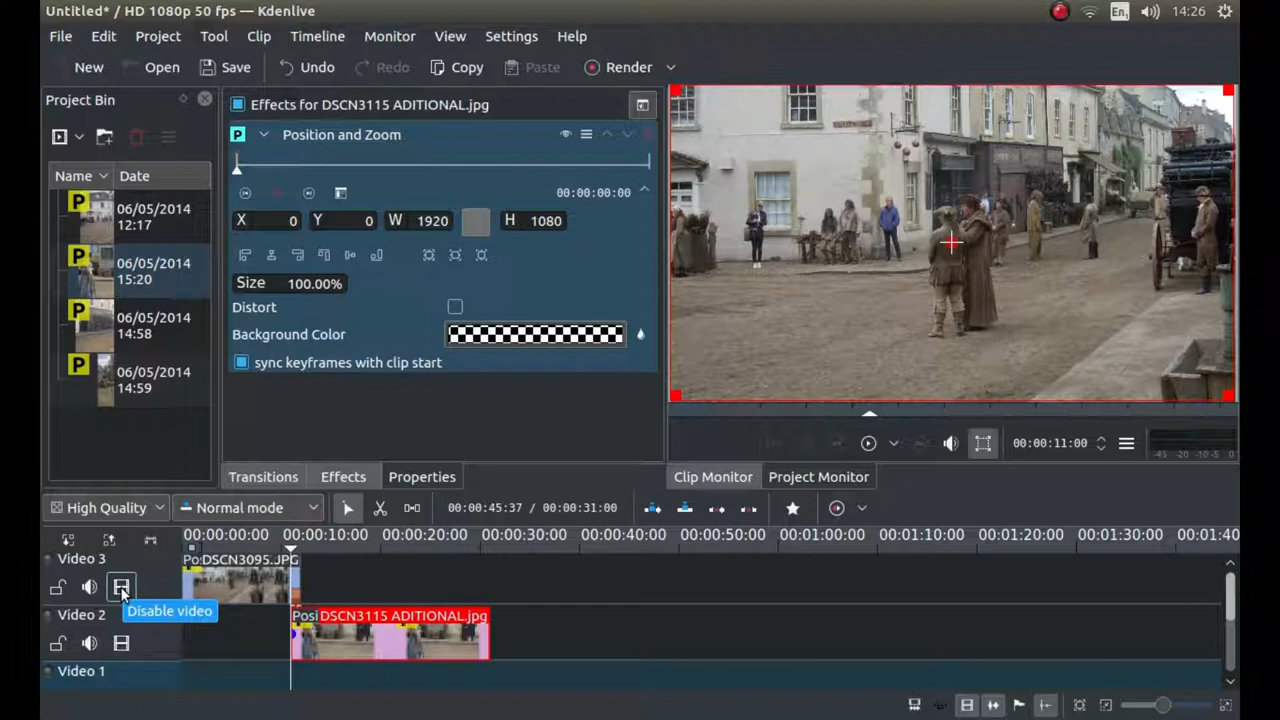 Untitled* / HD 1080p 50 fps — Kdenlive
En1
14:26
File Edit Project Tool Clip Timeline Monitor View Settings Help
New Open Save Undo Redo Copy Paste Render
Project Bin
Name Date
P 06/05/2014
12:17
P 06/05/2014
15:20
P 06/05/2014
14:58
P 06/05/2014
14:59
Effects for DSCN3115 ADITIONAL.jpg
P Position and Zoom
00:00:00:00
X 0 Y 0 W 1920 H 1080
Size 100.00%
Distort
Background Color
sync keyframes with clip start
Transitions Effects Properties
00:00:11:00
-45 -20 -10 -5 0
Clip Monitor Project Monitor
High Quality Normal mode 00:00:45:37 / 00:00:31:00
00:00:00:00 00:00:10:00 00:00:20:00 00:00:30:00 00:00:40:00 00:00:50:00 00:01:00:00 00:01:10:00 00:01:20:00 00:01:30:00 00:01:40
Video 3
Po DSCN3095.JPG
Disable video
Video 2
Posi DSCN3115 ADITIONAL.jpg
Video 1